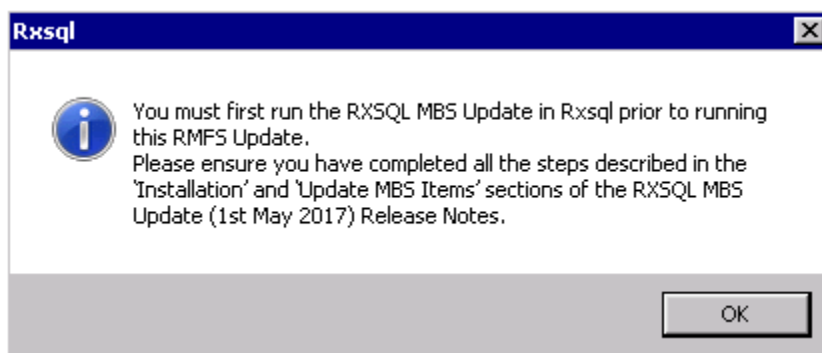 Rxsql
You must first run the RXSQL MBS Update in Rxsql prior to running
this RMFS Update.
Please ensure you have completed all the steps described in the
'Installation' and 'Update MBS Items' sections of the RXSQL MBS
Update (1st May 2017) Release Notes.
OK